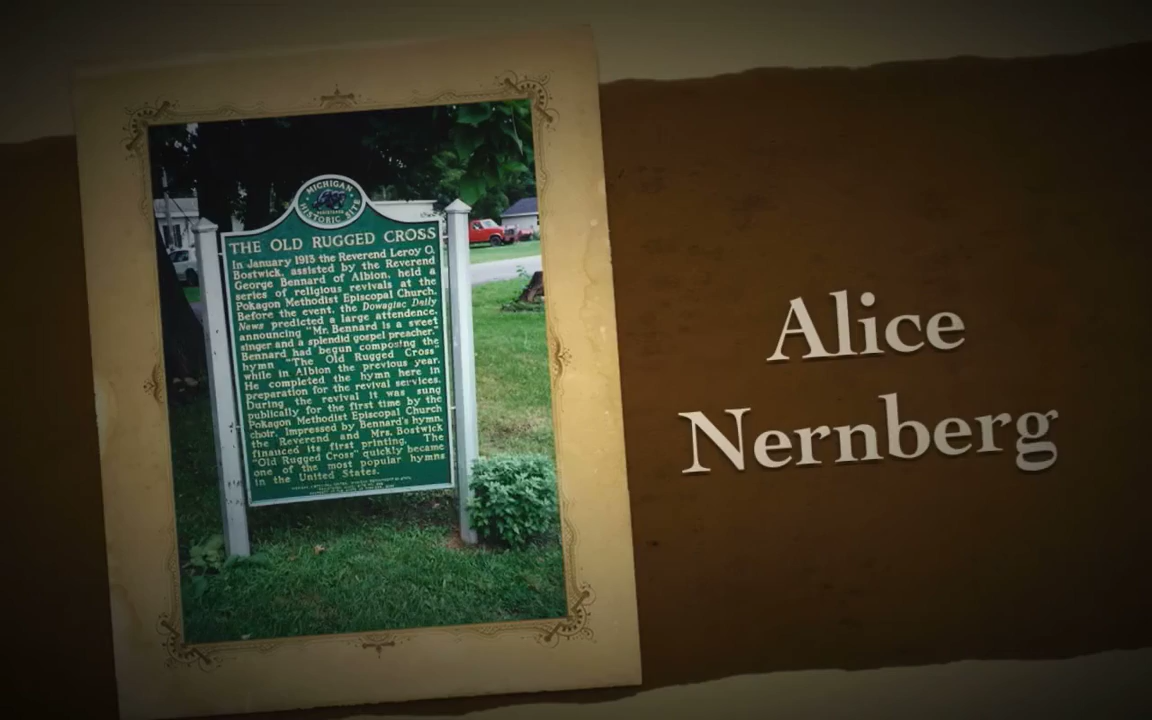 MICHIGAN
REGISTERED
HISTORIC SITE
THE OLD RUGGED CROSS
In January 1913 the Reverend Leroy O.
Bostwick, assisted by the Reverend
George Bennard of Albion, held a
series of religious revivals at the
Pokagon Methodist Episcopal Church.
Before the event, the Dowagiac Daily
News predicted a large attendence,
announcing "Mr. Bennard is a sweet
singer and a splendid gospel preacher."
Bennard had begun composing the
hymn "The Old Rugged Cross"
while in Albion the previous year.
He completed the hymn here in
preparation for the revival services.
During the revival it was sung
publically for the first time by the
Pokagon Methodist Episcopal Church
choir. Impressed by Bennard's hymn,
the Reverend and Mrs. Bostwick
financed its first printing. The
"Old Rugged Cross" quickly became
one of the most popular hymns
in the United States.
Alice
Nernberg